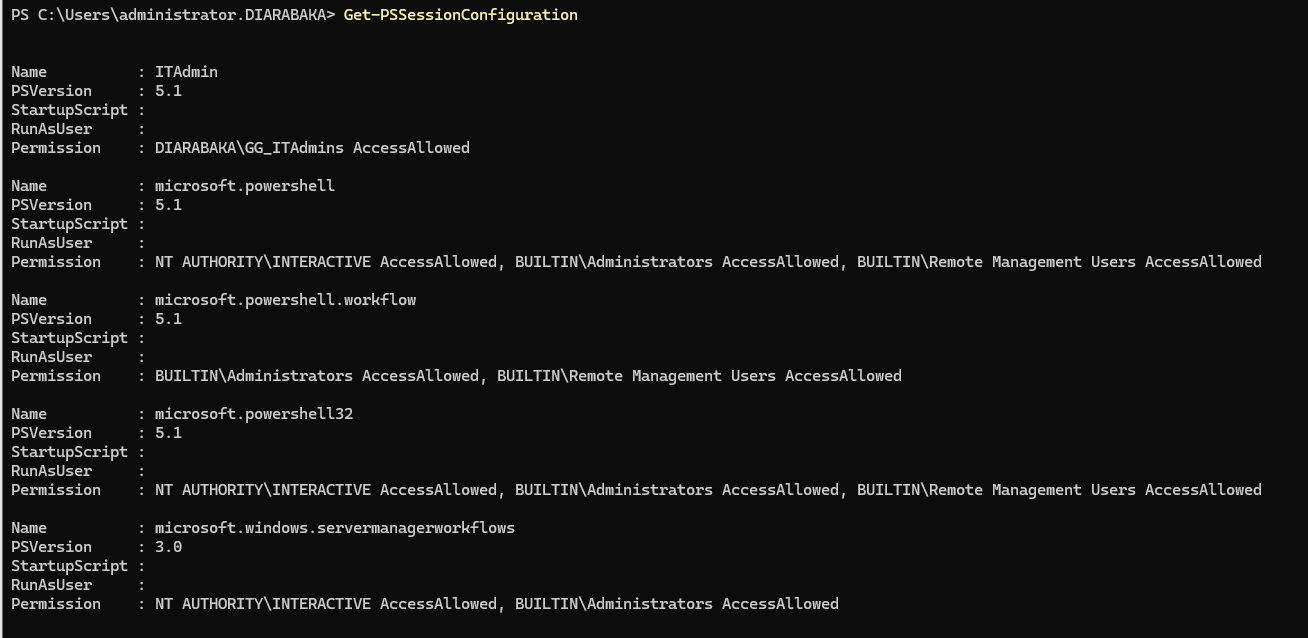 PS C:\Users\administrator.DIARABAKA> Get-PSSessionConfiguration
Name          : ITAdmin
PSVersion     : 5.1
StartupScript :
RunAsUser     :
Permission    : DIARABAKA\GG_ITAdmins AccessAllowed
Name          : microsoft.powershell
PSVersion     : 5.1
StartupScript :
RunAsUser     :
Permission    : NT AUTHORITY\INTERACTIVE AccessAllowed, BUILTIN\Administrators AccessAllowed, BUILTIN\Remote Management Users AccessAllowed
Name          : microsoft.powershell.workflow
PSVersion     : 5.1
StartupScript :
RunAsUser     :
Permission    : BUILTIN\Administrators AccessAllowed, BUILTIN\Remote Management Users AccessAllowed
Name          : microsoft.powershell32
PSVersion     : 5.1
StartupScript :
RunAsUser     :
Permission    : NT AUTHORITY\INTERACTIVE AccessAllowed, BUILTIN\Administrators AccessAllowed, BUILTIN\Remote Management Users AccessAllowed
Name          : microsoft.windows.servermanagerworkflows
PSVersion     : 3.0
StartupScript :
RunAsUser     :
Permission    : NT AUTHORITY\INTERACTIVE AccessAllowed, BUILTIN\Administrators AccessAllowed